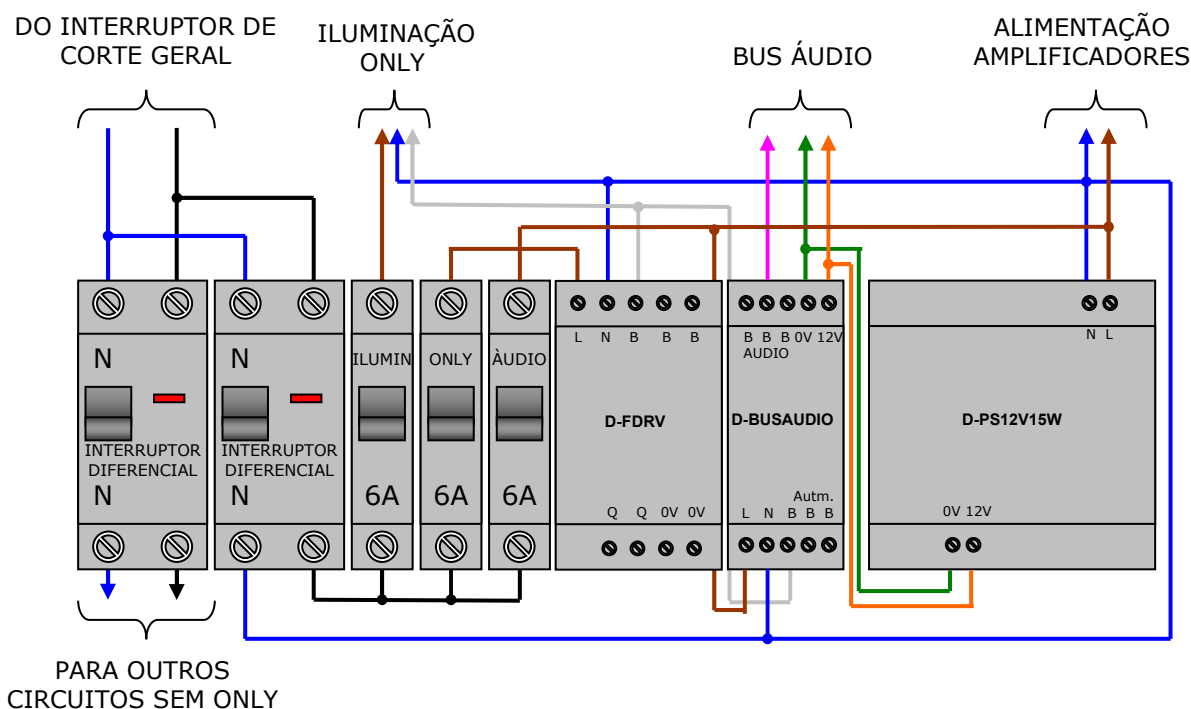 DO INTERRUPTOR DE
CORTE GERAL
ILUMINAÇÃO
ONLY
BUS ÁUDIO
ALIMENTAÇÃO
AMPLIFICADORES
N
INTERRUPTOR
DIFERENCIAL
N
N
INTERRUPTOR
DIFERENCIAL
N
ILUMIN
6A
ONLY
6A
ÀUDIO
6A
L N B B B
D-FDRV
Q Q 0V 0V
B B B 0V 12V
AUDIO
D-BUSAUDIO
Autm.
L N B B B
N L
D-PS12V15W
0V 12V
PARA OUTROS
CIRCUITOS SEM ONLY